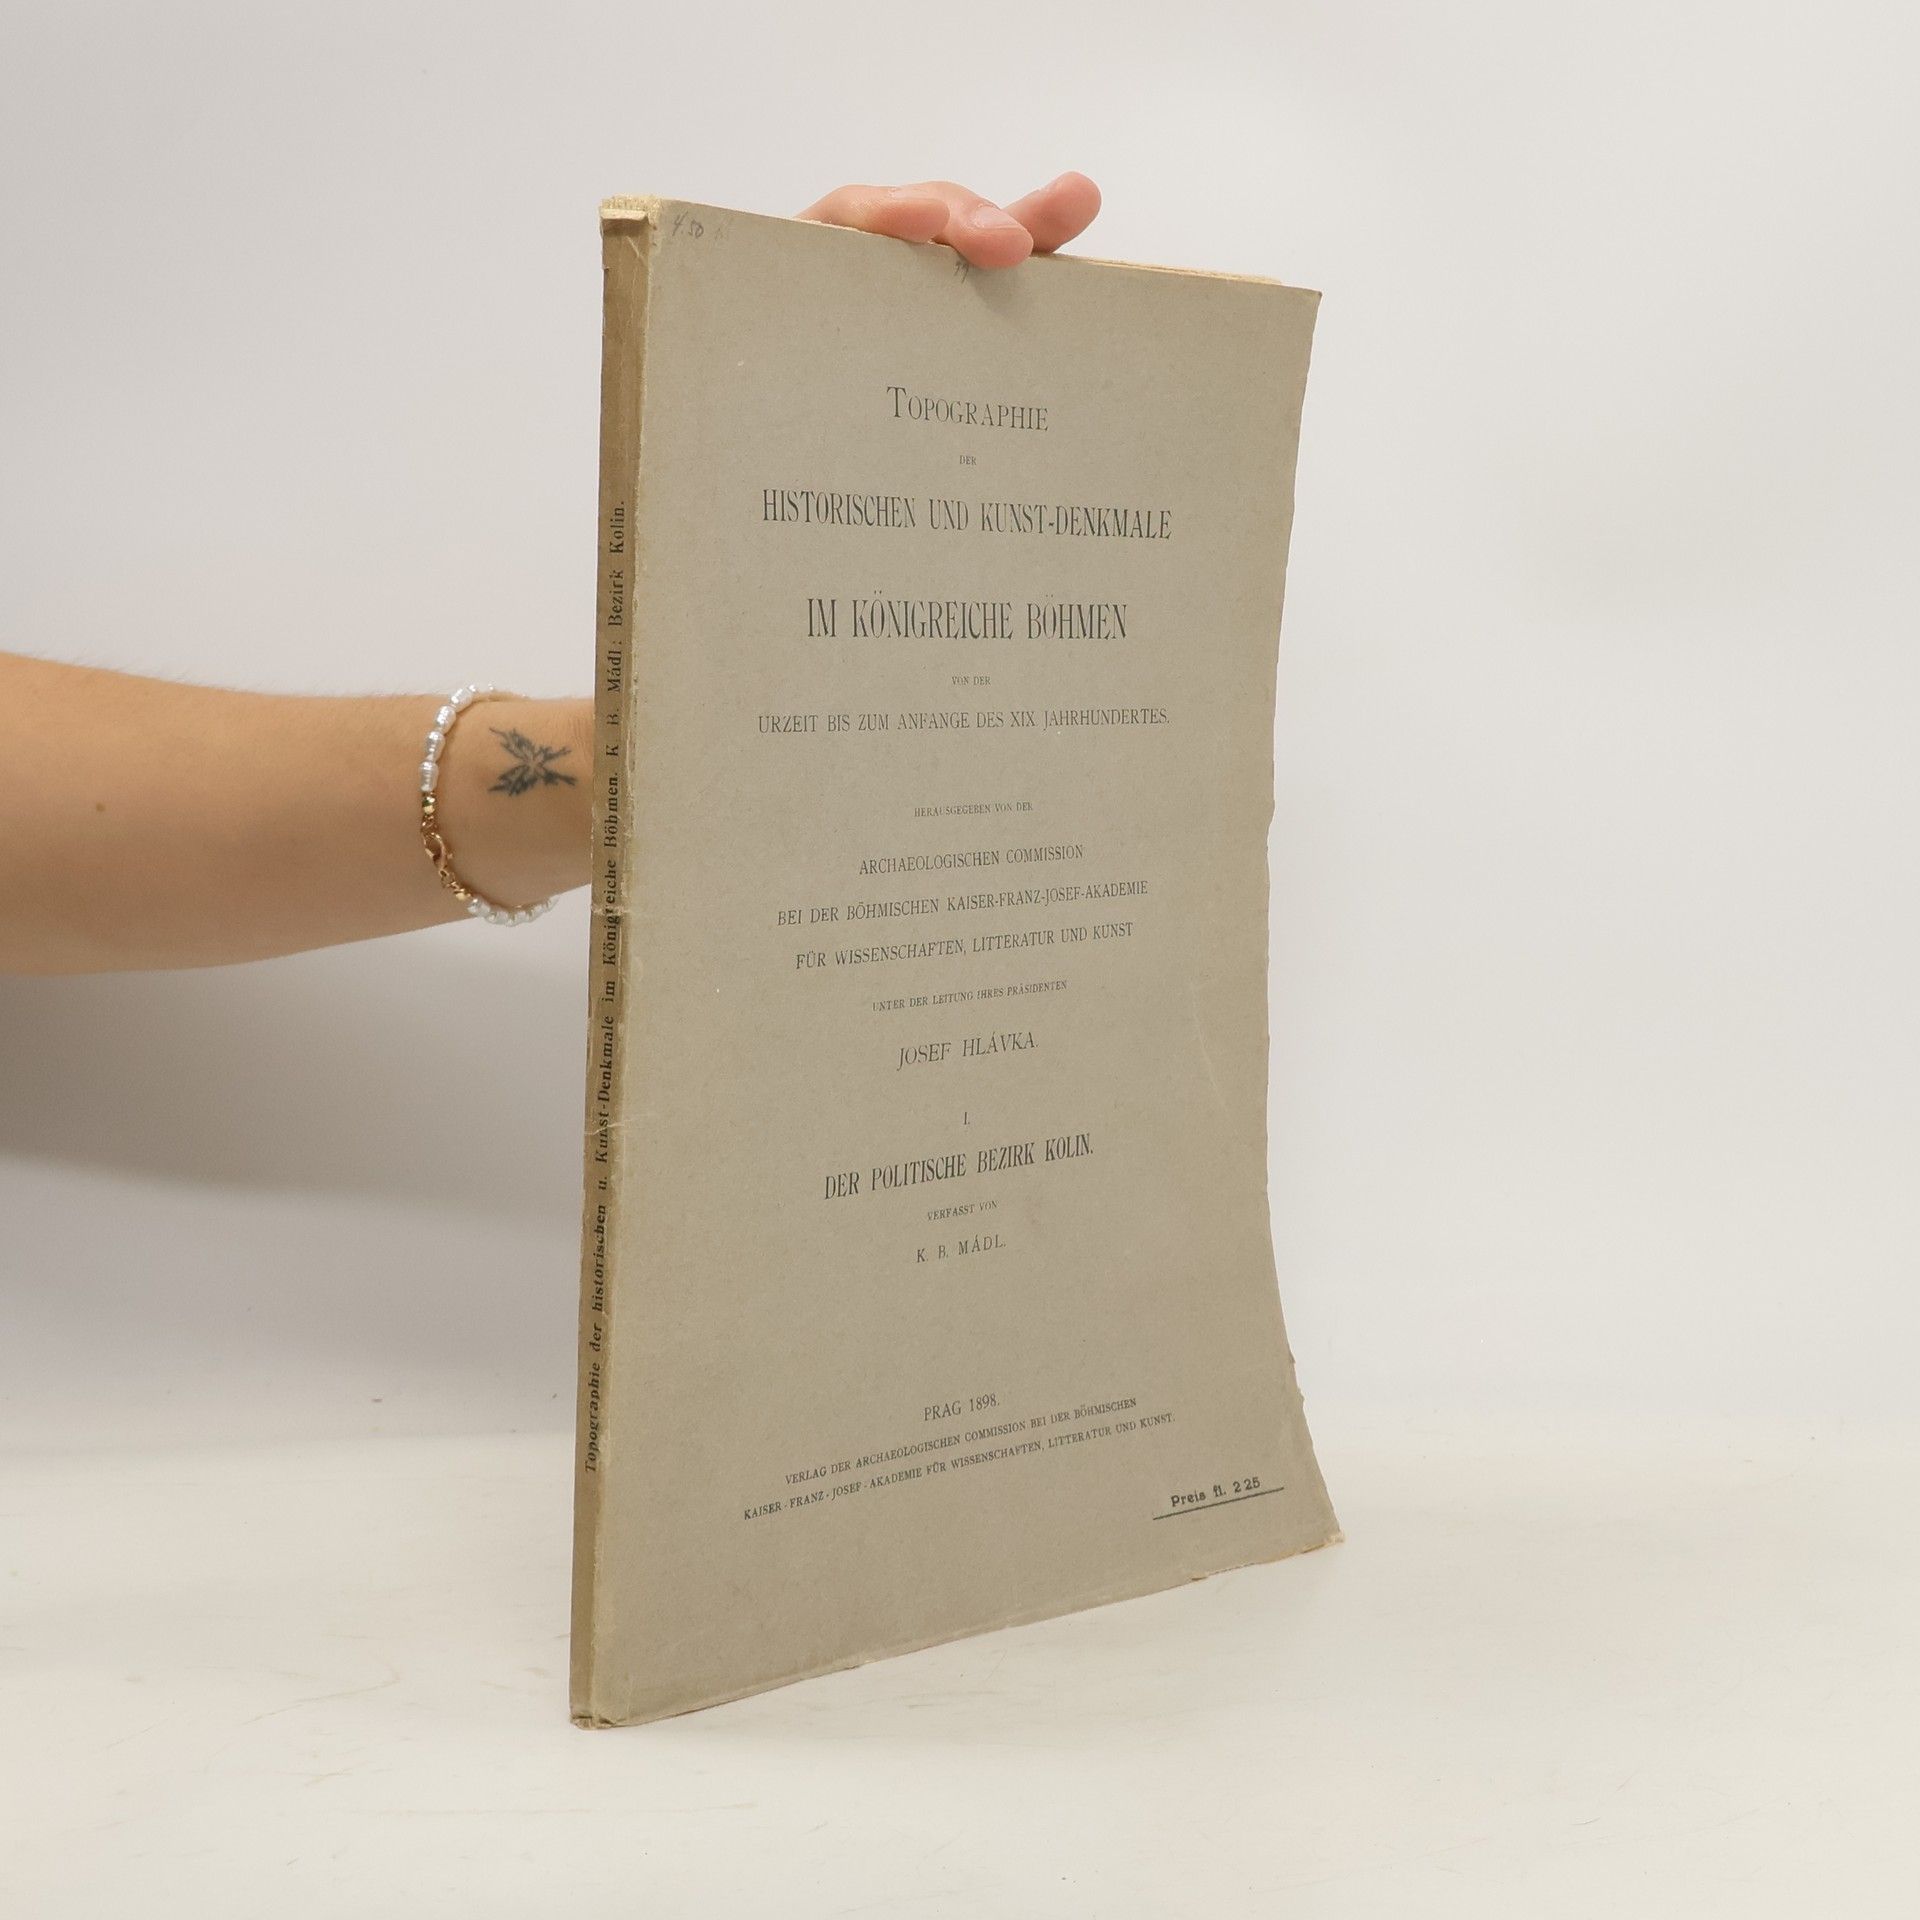 4.50
TOPOGRAPHIE
DER
HISTORISCHEN UND KUNST-DENKMALE
IM KÖNIGREICHE BÖHMEN
VON DER
URZEIT BIS ZUM ANFANGE DES XIX JAHRHUNDERTES.
HERAUSGEGEBEN VON DER
ARCHAEOLOGISCHEN COMMISSION
BEI DER BÖHMISCHEN KAISER-FRANZ-JOSEF-AKADEMIE
FÜR WISSENSCHAFTEN, LITTERATUR UND KUNST
UNTER DER LEITUNG IHRES PRÄSIDENTEN
JOSEF HLÁVKA.
I.
DER POLITISCHE BEZIRK KOLIN.
VERFASST VON
K. B. MÁDL.
PRAG 1898.
VERLAG DER ARCHAEOLOGISCHEN COMMISSION BEI DER BÖHMISCHEN
KAISER-FRANZ-JOSEF-AKADEMIE FÜR WISSENSCHAFTEN, LITTERATUR UND KUNST.
Preis fl. 2 25
Topographie der historischen u. Kunst-Denkmale im Königreiche Böhmen. K B. Mádl: Bezirk Kolin.